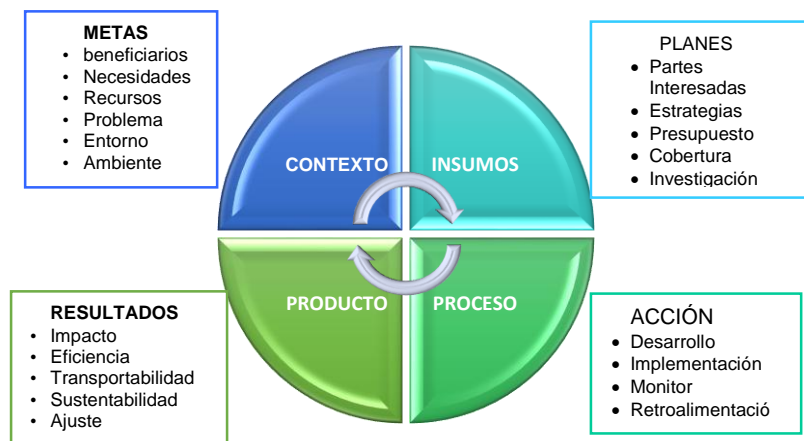 METAS
• beneficiarios
• Necesidades
• Recursos
• Problema
• Entorno
• Ambiente
PLANES
• Partes
Interesadas
• Estrategias
• Presupuesto
• Cobertura
• Investigación
CONTEXTO
INSUMOS
PRODUCTO
PROCESO
RESULTADOS
• Impacto
• Eficiencia
• Transportabilidad
• Sustentabilidad
• Ajuste
ACCIÓN
• Desarrollo
• Implementación
• Monitor
• Retroalimentació